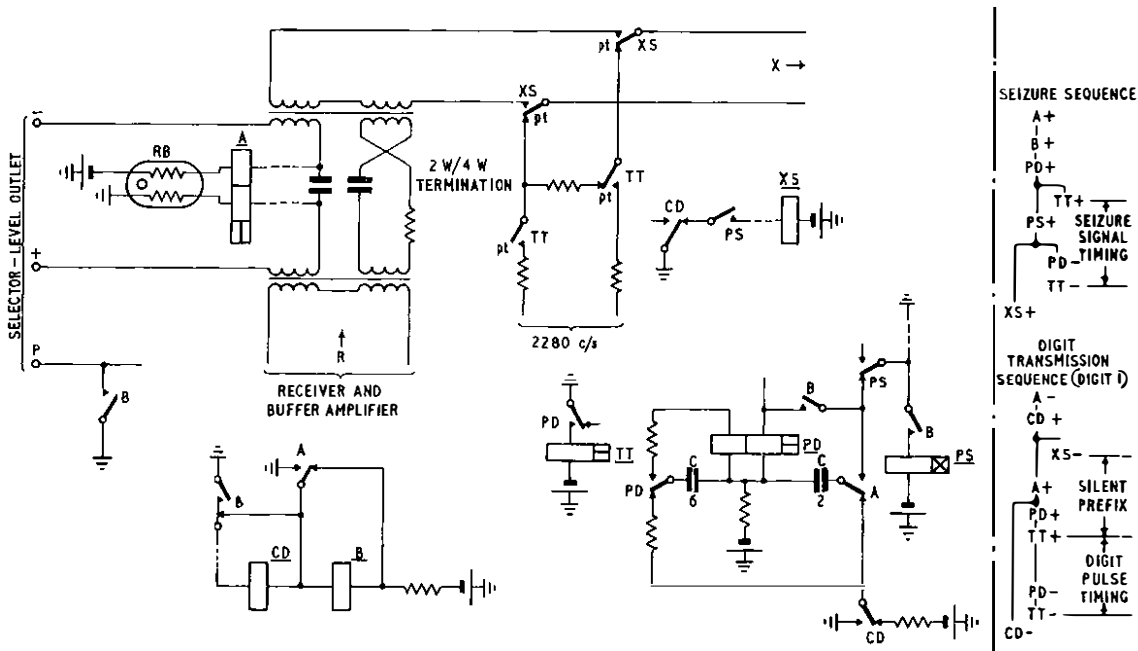 pt
XS
X →
XS
pt
SELECTOR-LEVEL OUTLET
−
RB
A
2 W/4 W
TERMINATION
TT
pt
TT
pt
CD
PS
XS
+
2280 c/s
P
B
R
RECEIVER AND
BUFFER AMPLIFIER
PD
TT
B
PS
B
PS
PD
PD
C
6
C
2
A
A
B
CD
B
CD
SEIZURE SEQUENCE
A+
B+
PD+
TT+
PS+
SEIZURE
SIGNAL
TIMING
PD-
TT-
XS+
DIGIT
TRANSMISSION
SEQUENCE (DIGIT 1)
A-
CD +
XS-
A+
SILENT
PREFIX
PD+
TT+
DIGIT
PULSE
TIMING
PD-
TT-
CD-